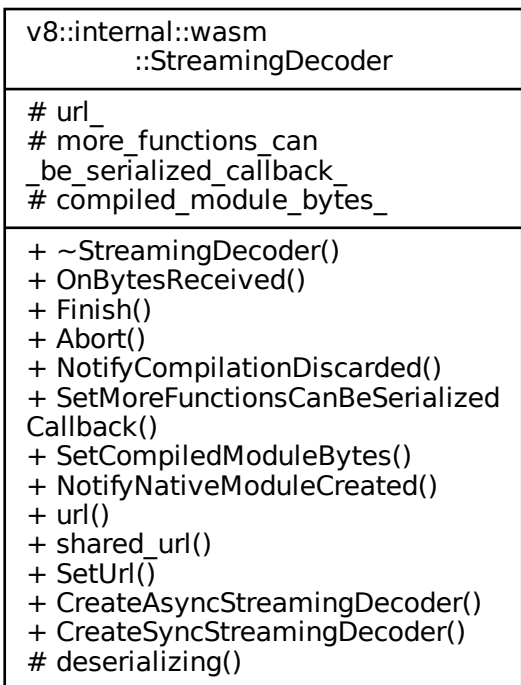 v8::internal::wasm
::StreamingDecoder
# url_
# more_functions_can
_be_serialized_callback_
# compiled_module_bytes_
+ ~StreamingDecoder()
+ OnBytesReceived()
+ Finish()
+ Abort()
+ NotifyCompilationDiscarded()
+ SetMoreFunctionsCanBeSerialized
Callback()
+ SetCompiledModuleBytes()
+ NotifyNativeModuleCreated()
+ url()
+ shared_url()
+ SetUrl()
+ CreateAsyncStreamingDecoder()
+ CreateSyncStreamingDecoder()
# deserializing()